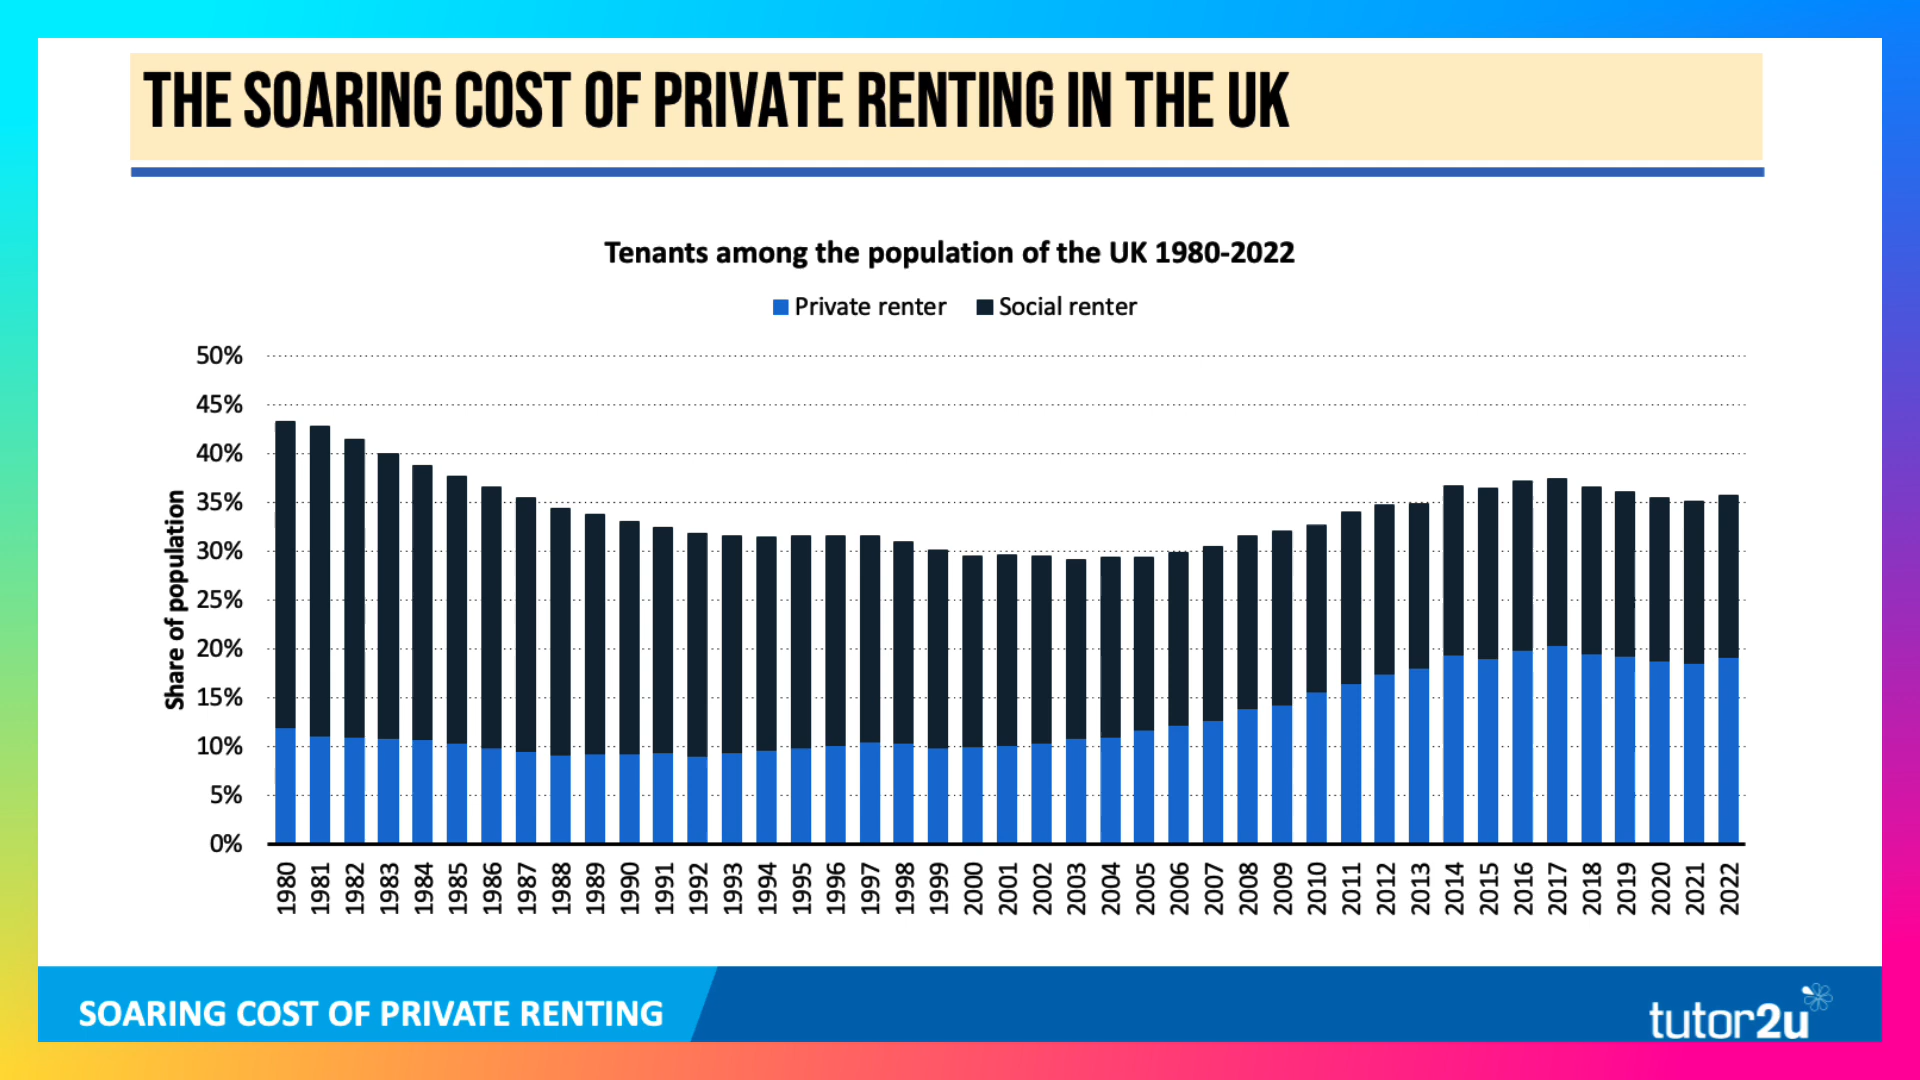 THE SOARING COST OF PRIVATE RENTING IN THE UK
Tenants among the population of the UK 1980-2022
Private renter Social renter
50%
45%
40%
35%
30%
25%
20%
15%
10%
5%
0%
Share of population
1980 1981 1982 1983 1984 1985 1986 1987 1988 1989 1990 1991 1992 1993 1994 1995 1996 1997 1998 1999 2000 2001 2002 2003 2004 2005 2006 2007 2008 2009 2010 2011 2012 2013 2014 2015 2016 2017 2018 2019 2020 2021 2022
SOARING COST OF PRIVATE RENTING
tutor2u